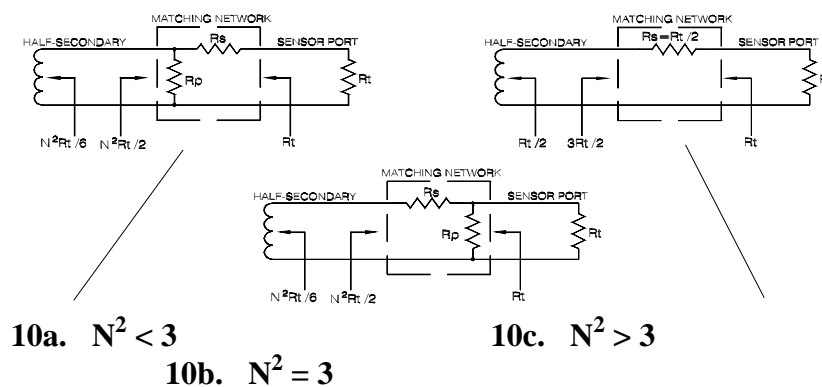 MATCHING NETWORK
HALF-SECONDARY
Rs
SENSOR PORT
Rp
Rt
N²Rt/6
N²Rt/2
Rt
MATCHING NETWORK
HALF-SECONDARY
Rs=Rt/2
SENSOR PORT
Rt/2
3Rt/2
Rt
MATCHING NETWORK
HALF-SECONDARY
Rs
SENSOR PORT
Rp
Rt
N²Rt/6
N²Rt/2
Rt
10a. N² < 3
10c. N² > 3
10b. N² = 3